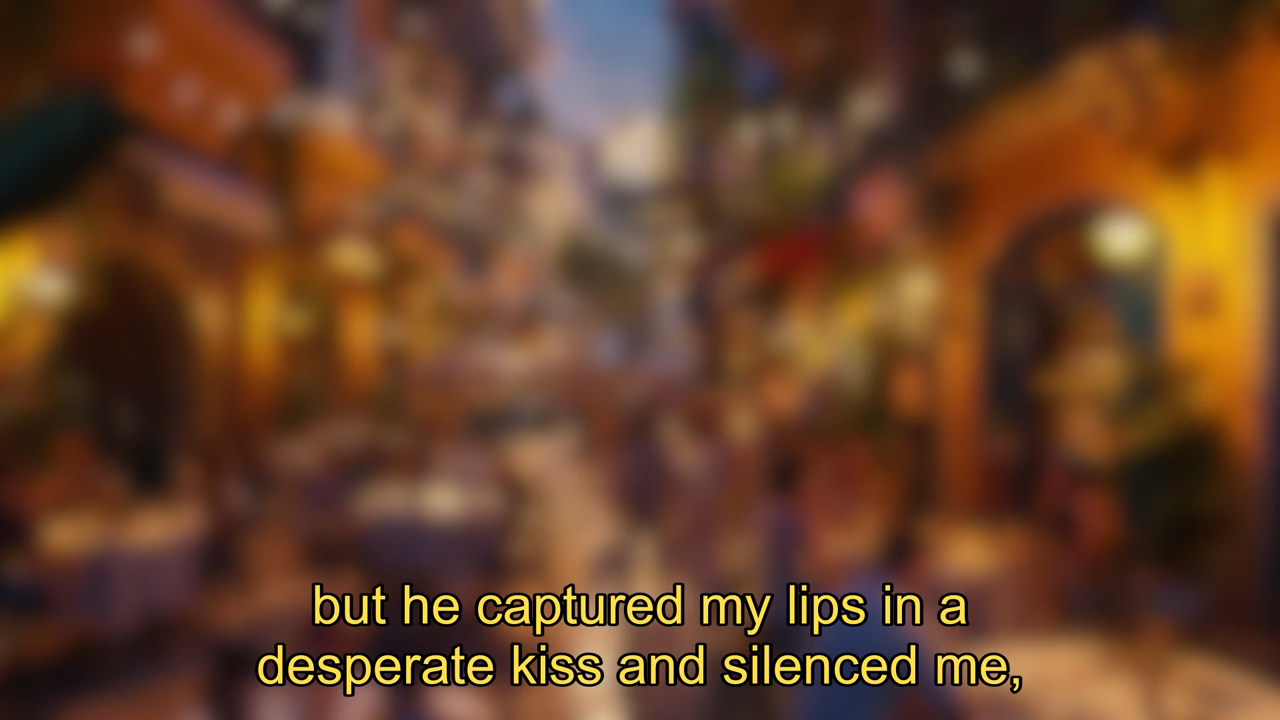 but he captured my lips in a
desperate kiss and silenced me,